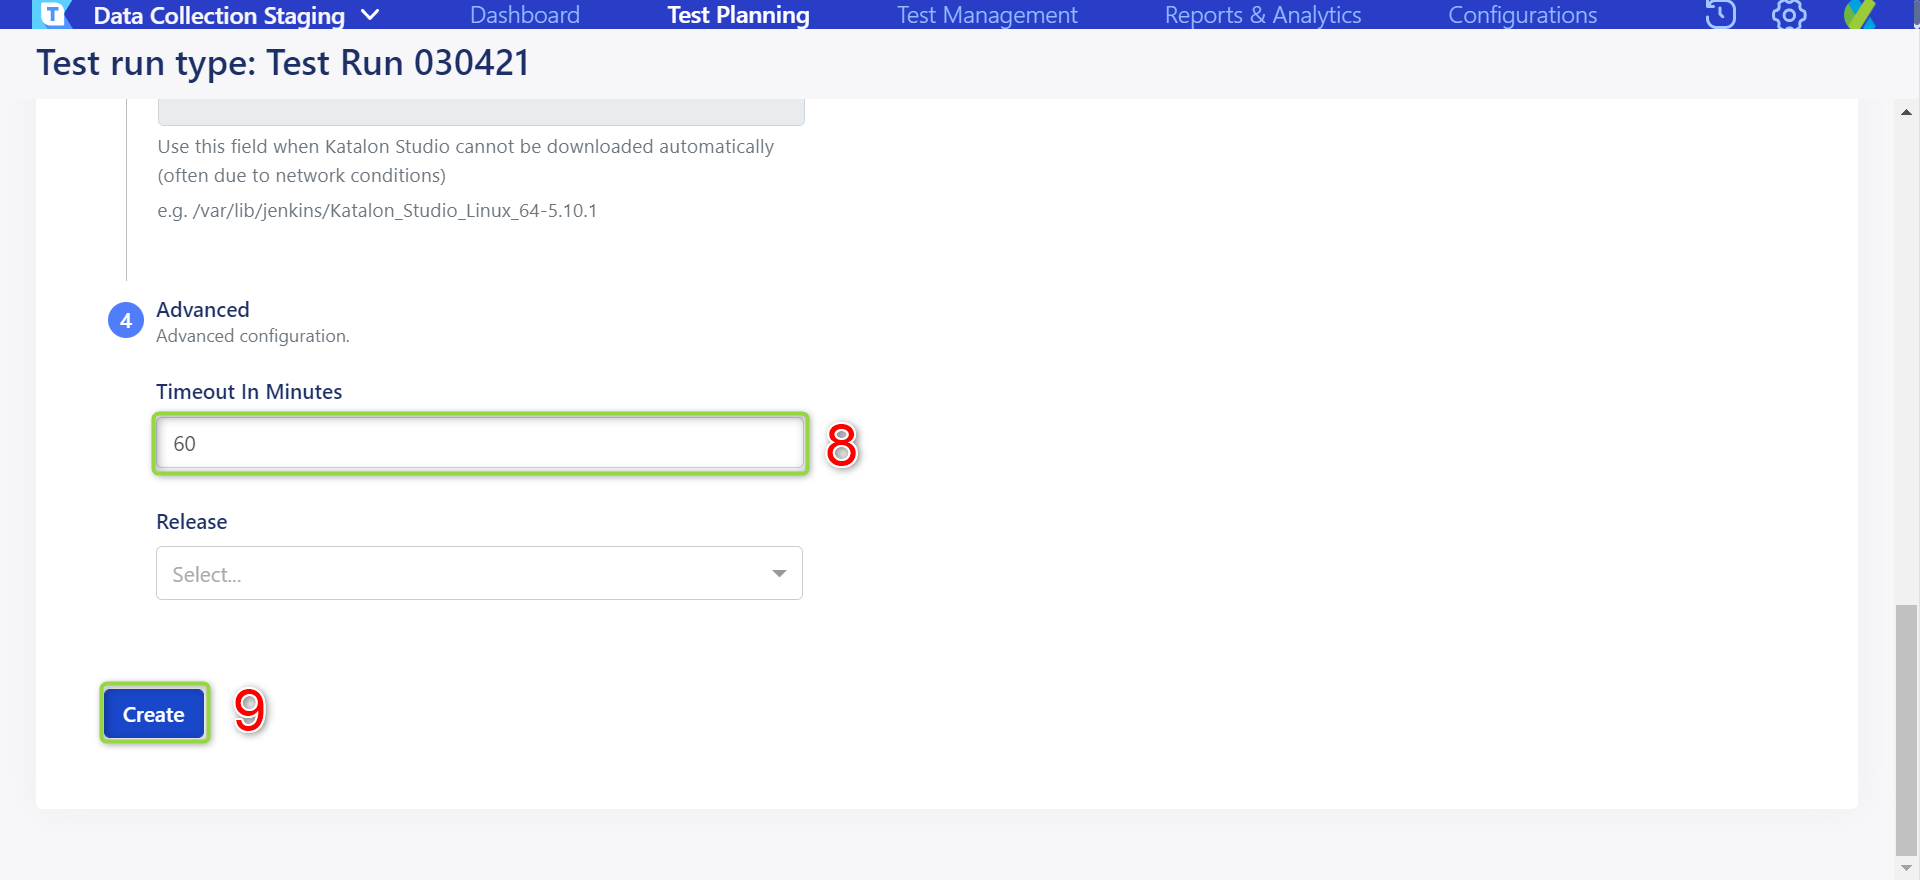 T Data Collection Staging Dashboard Test Planning Test Management Reports & Analytics Configurations
Test run type: Test Run 030421
Use this field when Katalon Studio cannot be downloaded automatically
(often due to network conditions)
e.g. /var/lib/jenkins/Katalon_Studio_Linux_64-5.10.1
4 Advanced
Advanced configuration.
Timeout In Minutes
60 8
Release
Select...
Create 9